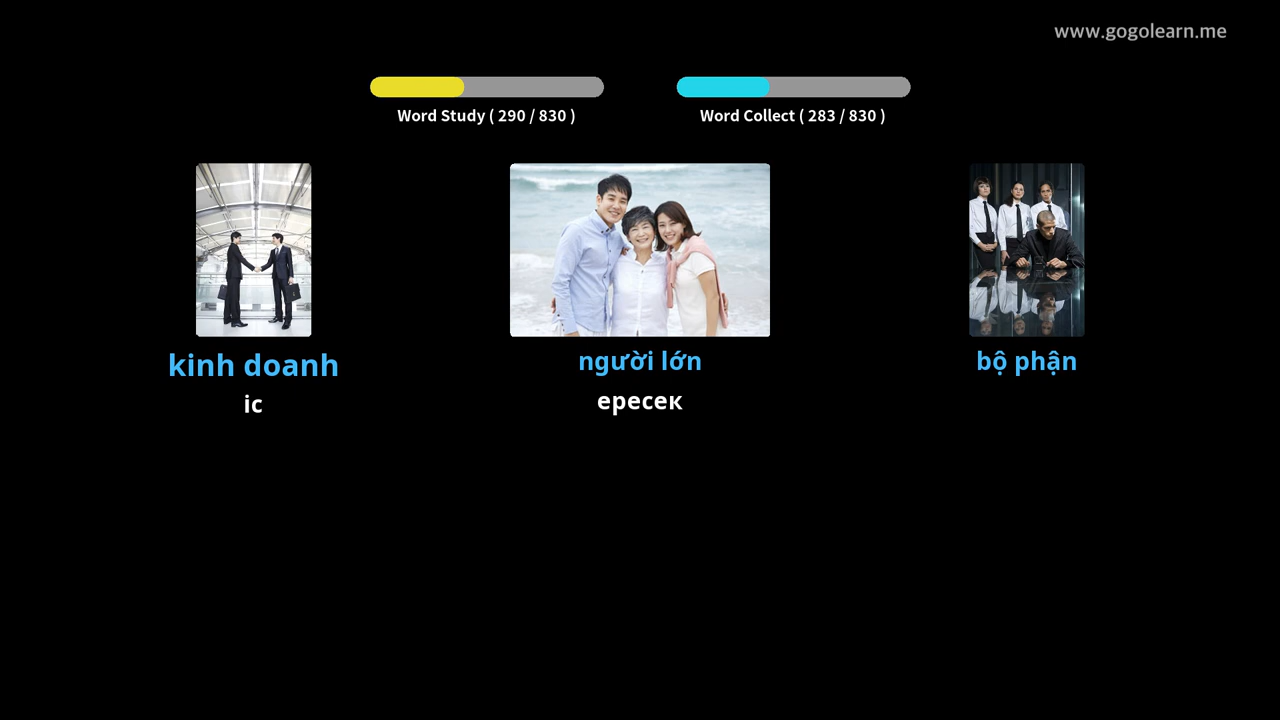 www.gogolearn.me
Word Study ( 290 / 830 )
Word Collect ( 283 / 830 )
kinh doanh
іс
người lớn
ересек
bộ phận